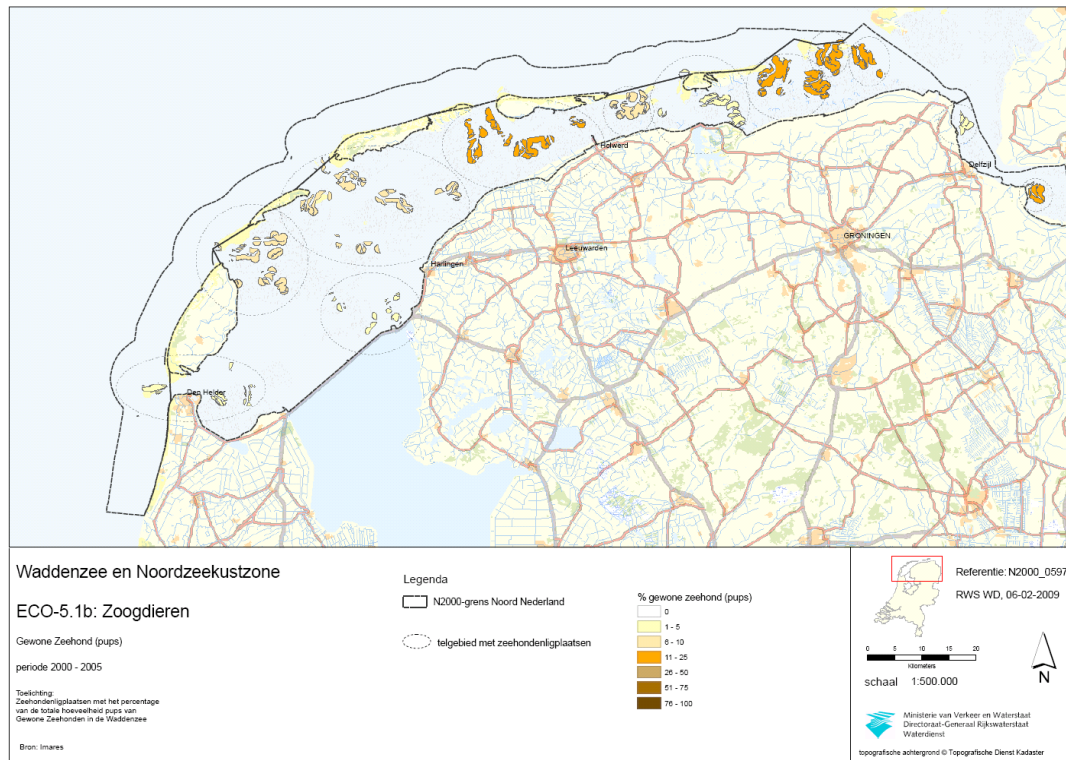 Holwerd
Delfzijl
GRONINGEN
Leeuwarden
Harlingen
Den Helder
Waddenzee en Noordzeekustzone
ECO-5.1b: Zoogdieren
Gewone Zeehond (pups)
periode 2000 - 2005
Toelichting:
Zeehondenligplaatsen met het percentage
van de totale hoeveelheid pups van
Gewone Zeehonden in de Waddenzee
Bron: Imares
Legenda
N2000-grens Noord Nederland
telgebied met zeehondenligplaatsen
% gewone zeehond (pups)
0
1 - 5
6 - 10
11 - 25
26 - 50
51 - 75
76 - 100
Referentie: N2000_0597
RWS WD, 06-02-2009
0 5 10 15 20
Kilometers
schaal 1:500.000
N
Ministerie van Verkeer en Waterstaat
Directoraat-Generaal Rijkswaterstaat
Waterdienst
topografische achtergrond © Topografische Dienst Kadaster